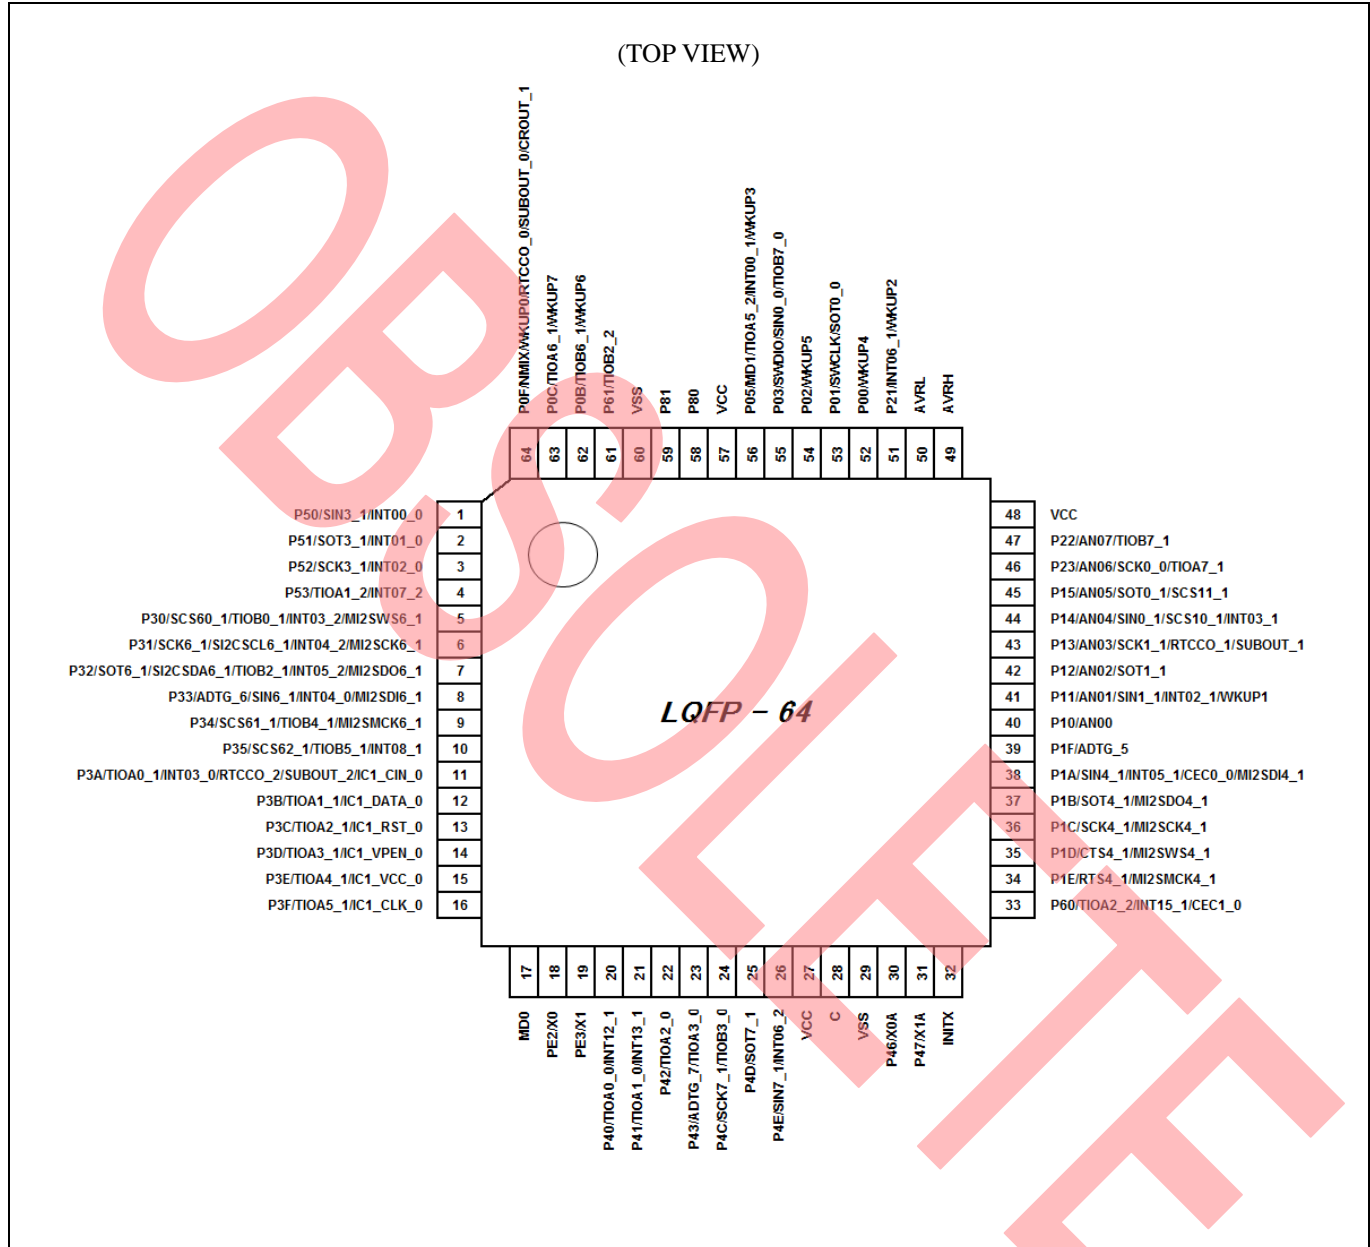 (TOP VIEW)
P0F/NMIX/WKUP0/RTCCO_0/SUBOUT_0/CROUT_1
P0C/TIOA6_1/WKUP7
P0B/TIOB6_1/WKUP6
P61/TIOB2_2
VSS
P81
P80
VCC
P05/MD1/TIOA5_2/INT00_1/WKUP3
P03/SWDIO/SIN0_0/TIOB7_0
P02/WKUP5
P01/SWCLK/SOT0_0
P00/WKUP4
P21/INT06_1/WKUP2
AVRL
AVRH
64 63 62 61 60 59 58 57 56 55 54 53 52 51 50 49
P50/SIN3_1/INT00_0 1
P51/SOT3_1/INT01_0 2
P52/SCK3_1/INT02_0 3
P53/TIOA1_2/INT07_2 4
P30/SCS60_1/TIOB0_1/INT03_2/MI2SWS6_1 5
P31/SCK6_1/SI2CSCL6_1/INT04_2/MI2SCK6_1 6
P32/SOT6_1/SI2CSDA6_1/TIOB2_1/INT05_2/MI2SDO6_1 7
P33/ADTG_6/SIN6_1/INT04_0/MI2SDI6_1 8
P34/SCS61_1/TIOB4_1/MI2SMCK6_1 9
P35/SCS62_1/TIOB5_1/INT08_1 10
P3A/TIOA0_1/INT03_0/RTCCO_2/SUBOUT_2/IC1_CIN_0 11
P3B/TIOA1_1/IC1_DATA_0 12
P3C/TIOA2_1/IC1_RST_0 13
P3D/TIOA3_1/IC1_VPEN_0 14
P3E/TIOA4_1/IC1_VCC_0 15
P3F/TIOA5_1/IC1_CLK_0 16
LQFP - 64
48 VCC
47 P22/AN07/TIOB7_1
46 P23/AN06/SCK0_0/TIOA7_1
45 P15/AN05/SOT0_1/SCS11_1
44 P14/AN04/SIN0_1/SCS10_1/INT03_1
43 P13/AN03/SCK1_1/RTCCO_1/SUBOUT_1
42 P12/AN02/SOT1_1
41 P11/AN01/SIN1_1/INT02_1/WKUP1
40 P10/AN00
39 P1F/ADTG_5
38 P1A/SIN4_1/INT05_1/CEC0_0/MI2SDI4_1
37 P1B/SOT4_1/MI2SDO4_1
36 P1C/SCK4_1/MI2SCK4_1
35 P1D/CTS4_1/MI2SWS4_1
34 P1E/RTS4_1/MI2SMCK4_1
33 P60/TIOA2_2/INT15_1/CEC1_0
17 18 19 20 21 22 23 24 25 26 27 28 29 30 31 32
MD0
PE2/X0
PE3/X1
P40/TIOA0_0/INT12_1
P41/TIOA1_0/INT13_1
P42/TIOA2_0
P43/ADTG_7/TIOA3_0
P4C/SCK7_1/TIOB3_0
P4D/SOT7_1
P4E/SIN7_1/INT06_2
VCC
C
VSS
P46/X0A
P47/X1A
INITX
OBSOLETE